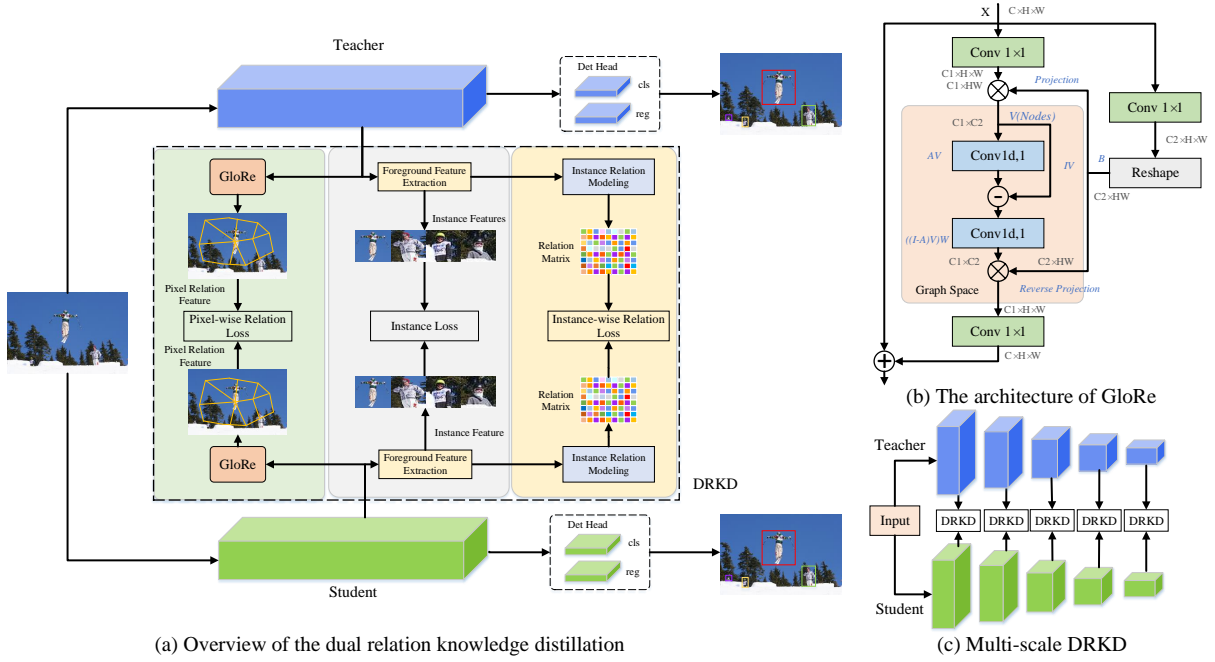 Teacher
Det Head
cls
reg
GloRe
Foreground Feature
Extraction
Instance Relation
Modeling
Instance Features
Relation
Matrix
Pixel Relation
Feature
Pixel-wise Relation
Loss
Instance Loss
Instance-wise Relation
Loss
Pixel Relation
Feature
Relation
Matrix
Instance Feature
GloRe
Foreground Feature
Extraction
Instance Relation
Modeling
DRKD
Det Head
cls
reg
Student
(a) Overview of the dual relation knowledge distillation
X
C×H×W
Conv 1×1
C1×H×W
C1×HW
Projection
Conv 1×1
C2×H×W
V(Nodes)
C1×C2
AV
Conv1d,1
IV
B
Reshape
C2×HW
-
((I-A)V)W
Conv1d,1
C1×C2
C2×HW
Graph Space
Reverse Projection
C1×H×W
Conv 1×1
C×H×W
(b) The architecture of GloRe
Teacher
Input
DRKD
DRKD
DRKD
DRKD
DRKD
Student
(c) Multi-scale DRKD